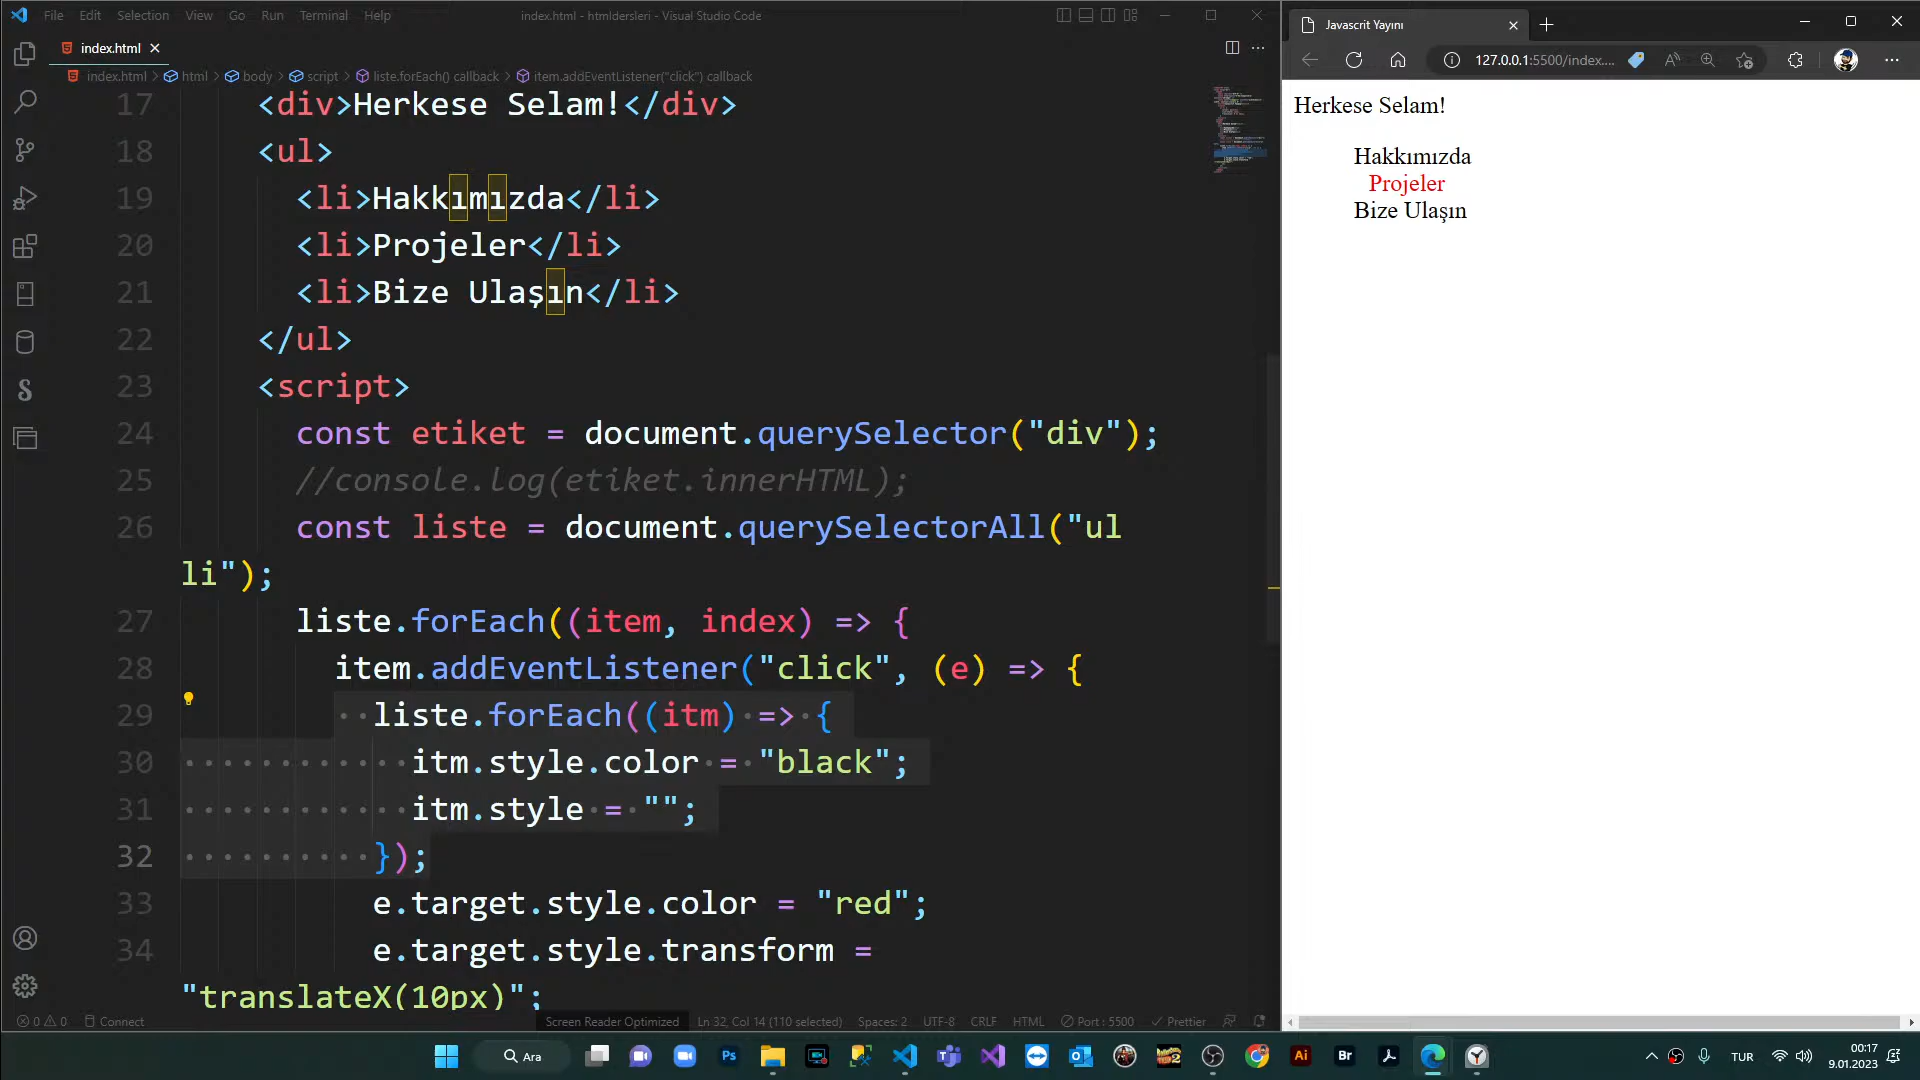 File Edit Selection View Go Run Terminal Help
index.html - htmldersleri - Visual Studio Code
index.html
index.html > html > body > script > liste.forEach() callback > item.addEventListener("click") callback
17 <div>Herkese Selam!</div>
18 <ul>
19 <li>Hakkımızda</li>
20 <li>Projeler</li>
21 <li>Bize Ulaşın</li>
22 </ul>
23 <script>
24 const etiket = document.querySelector("div");
25 //console.log(etiket.innerHTML);
26 const liste = document.querySelectorAll("ul
li");
27 liste.forEach((item, index) => {
28 item.addEventListener("click", (e) => {
29 liste.forEach((itm) => {
30 itm.style.color = "black";
31 itm.style = "";
32 });
33 e.target.style.color = "red";
34 e.target.style.transform =
"translateX(10px)";
0 0 Connect
Screen Reader Optimized Ln 32, Col 14 (110 selected) Spaces: 2 UTF-8 CRLF HTML Port : 5500 Prettier
Javascrit Yayını
127.0.0.1:5500/index....
Herkese Selam!
Hakkımızda
Projeler
Bize Ulaşın
Ara
Ps
Ai
Br
TUR
00:17
9.01.2023